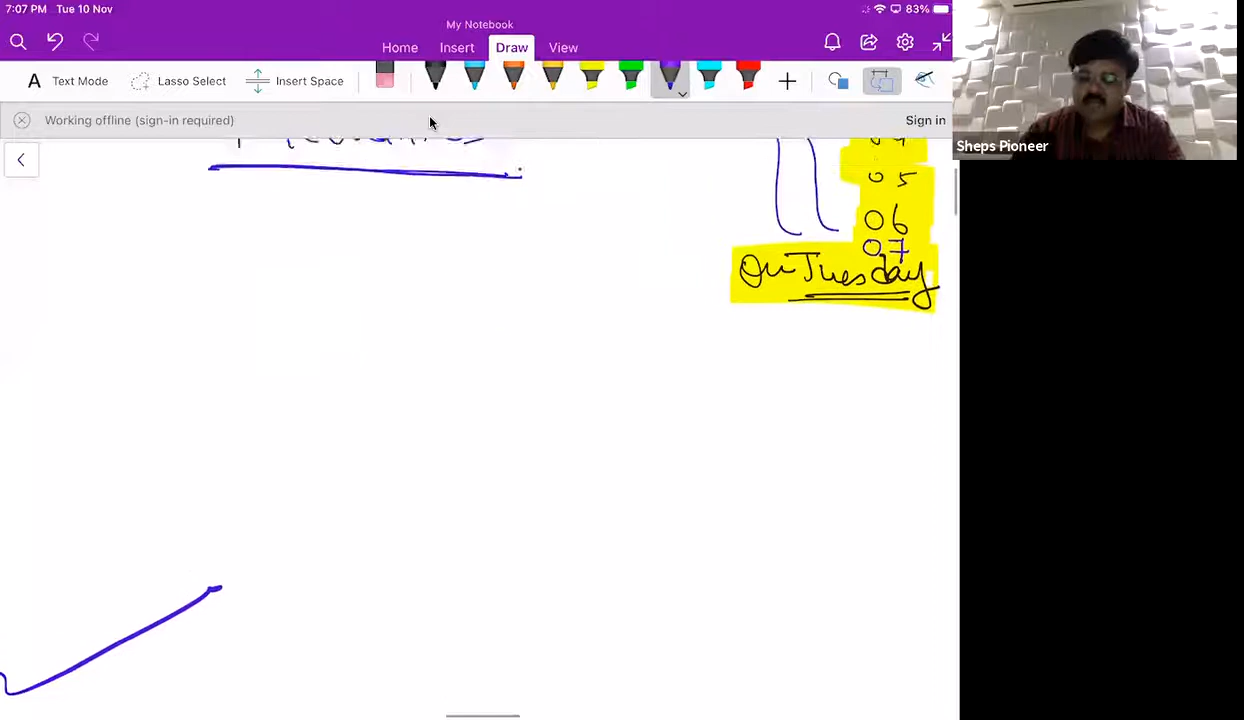 7:07 PM Tue 10 Nov
83%
My Notebook
Home Insert Draw View
A Text Mode Lasso Select Insert Space
Working offline (sign-in required) Sign in
Sheps Pioneer
05
06
07
On Tuesday